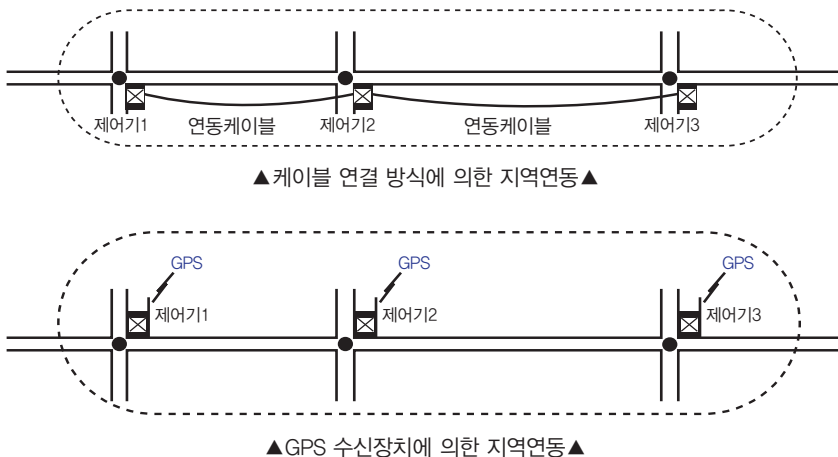 제어기1 연동케이블 제어기2 연동케이블 제어기3
▲케이블 연결 방식에 의한 지역연동▲
GPS GPS GPS
제어기1 제어기2 제어기3
▲GPS 수신장치에 의한 지역연동▲